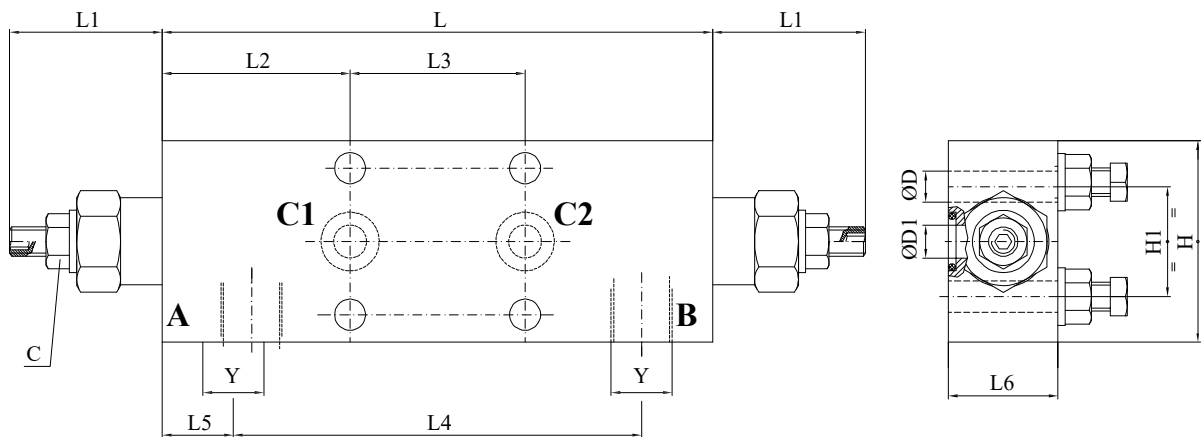 L1 L L1
L2 L3
C1 C2
A B
C
Y Y
L5 L4
ØD
ØD1
H1
=
=
H
L6